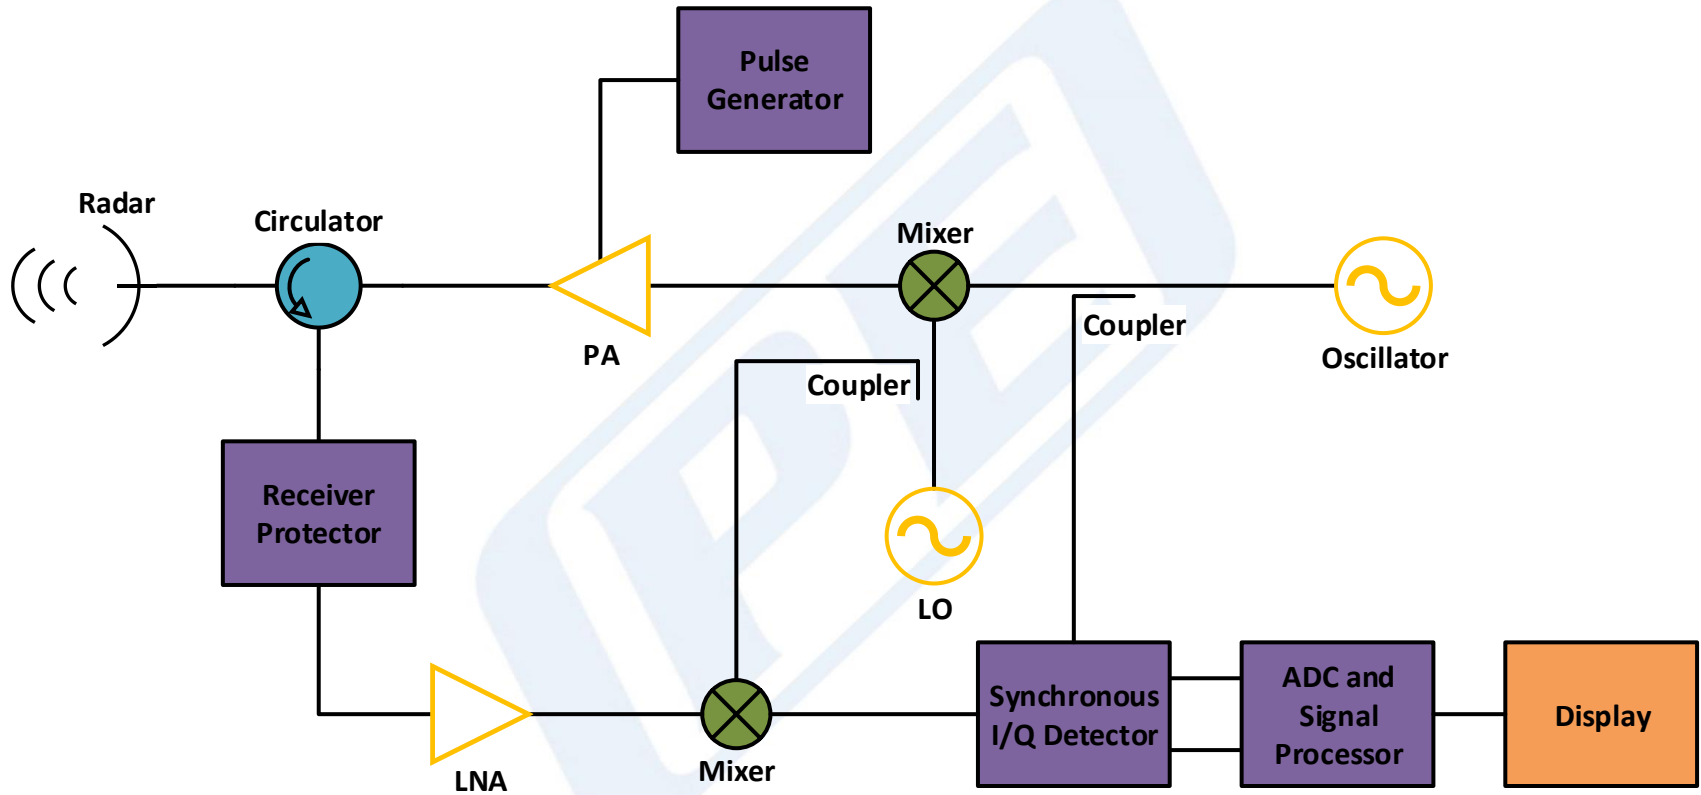 Pulse
Generator
Radar
Circulator
Mixer
PA
Coupler
Coupler
Oscillator
Receiver
Protector
LO
LNA
Mixer
Synchronous
I/Q Detector
ADC and
Signal
Processor
Display
PE